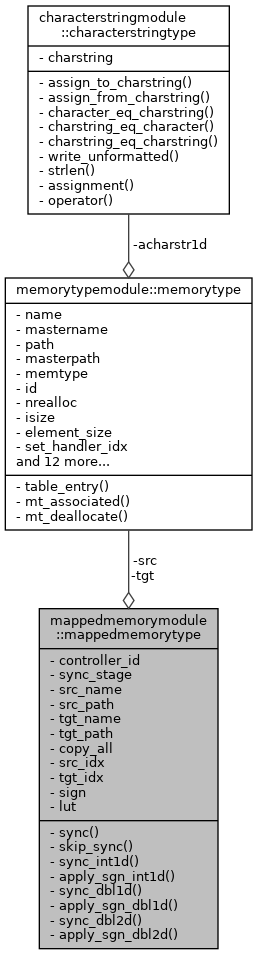 characterstringmodule
::characterstringtype
- charstring
- assign_to_charstring()
- assign_from_charstring()
- character_eq_charstring()
- charstring_eq_character()
- charstring_eq_charstring()
- write_unformatted()
- strlen()
- assignment()
- operator()
-acharstr1d
memorytypemodule::memorytype
- name
- mastername
- path
- masterpath
- memtype
- id
- nrealloc
- isize
- element_size
- set_handler_idx
and 12 more...
- table_entry()
- mt_associated()
- mt_deallocate()
-src
-tgt
mappedmemorymodule
::mappedmemorytype
- controller_id
- sync_stage
- src_name
- src_path
- tgt_name
- tgt_path
- copy_all
- src_idx
- tgt_idx
- sign
- lut
- sync()
- skip_sync()
- sync_int1d()
- apply_sgn_int1d()
- sync_dbl1d()
- apply_sgn_dbl1d()
- sync_dbl2d()
- apply_sgn_dbl2d()